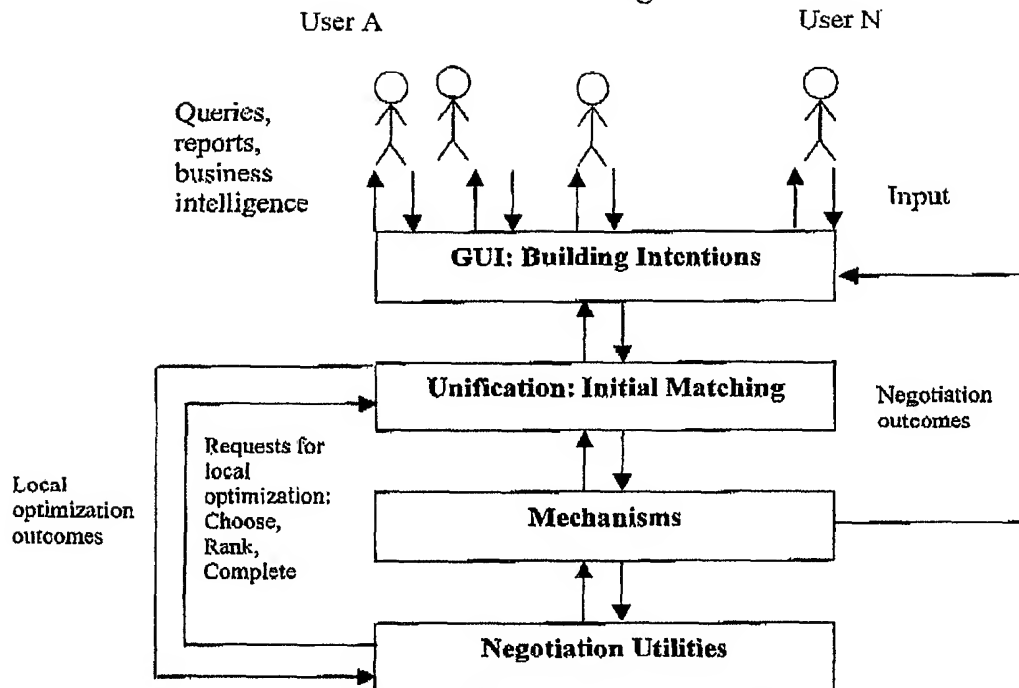 User A
User N
Queries,
reports,
business
intelligence
Input
GUI: Building Intentions
Unification: Initial Matching
Negotiation
outcomes
Requests for
local
optimization:
Choose,
Rank,
Complete
Local
optimization
outcomes
Mechanisms
Negotiation Utilities